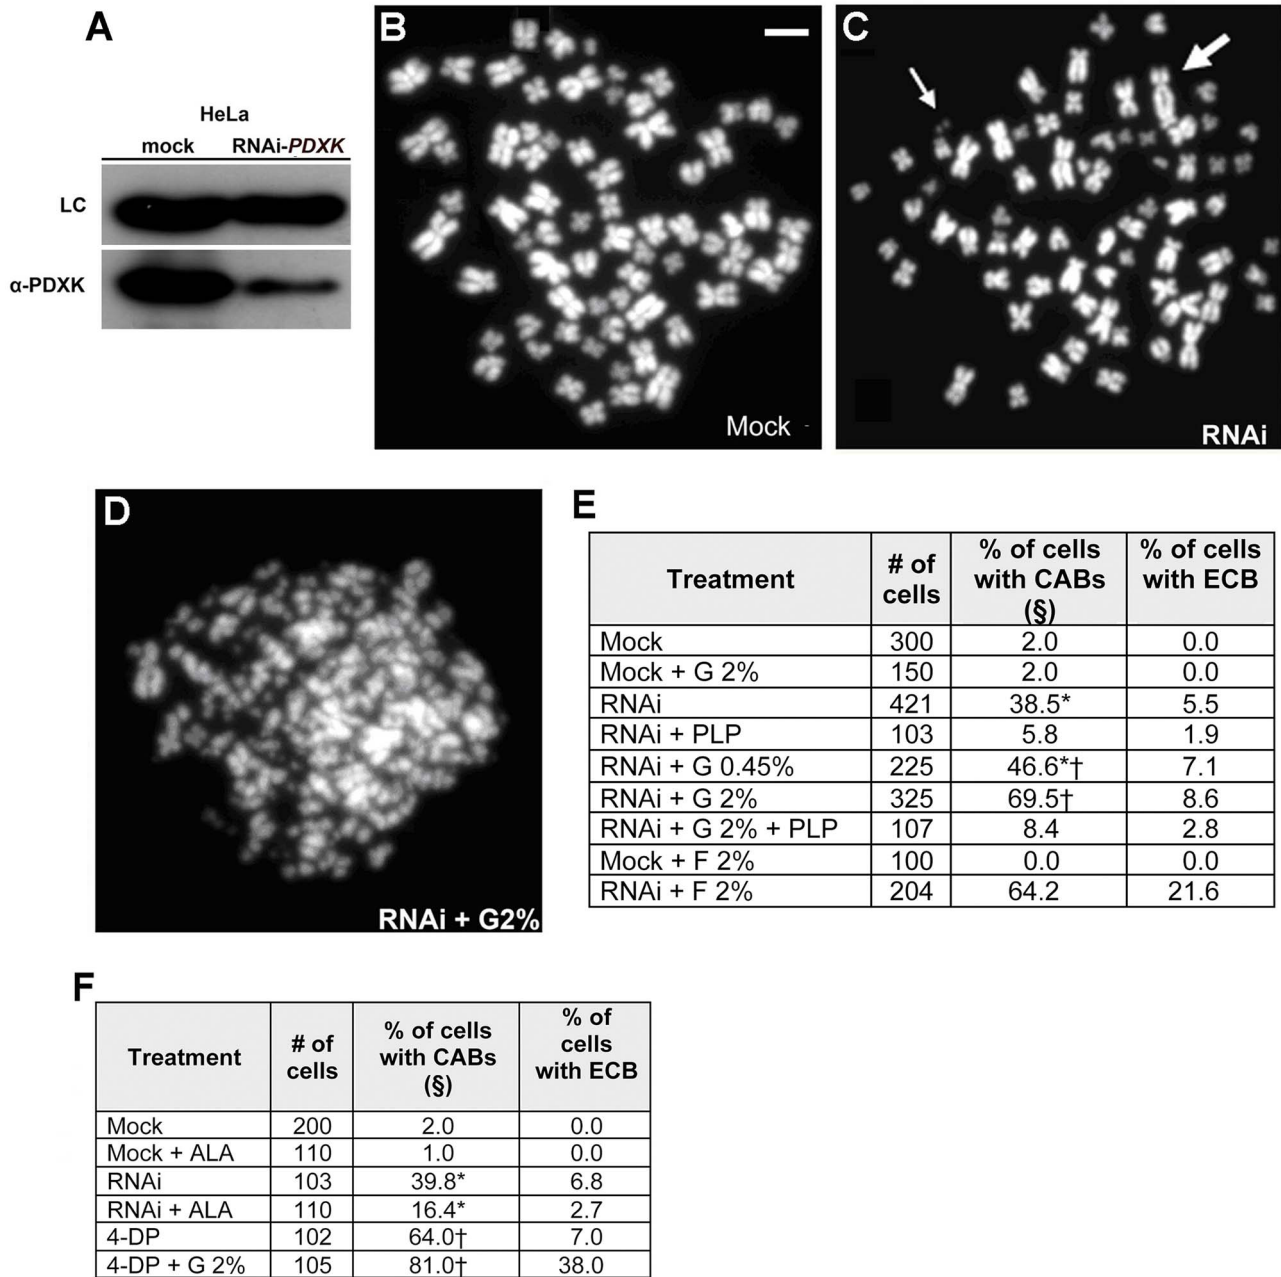 A
HeLa
mock RNAi-PDXK
LC
α-PDXK
B
Mock
C
RNAi
D
RNAi + G2%
E
Treatment # of cells % of cells with CABs (§) % of cells with ECB
Mock 300 2.0 0.0
Mock + G 2% 150 2.0 0.0
RNAi 421 38.5* 5.5
RNAi + PLP 103 5.8 1.9
RNAi + G 0.45% 225 46.6*† 7.1
RNAi + G 2% 325 69.5† 8.6
RNAi + G 2% + PLP 107 8.4 2.8
Mock + F 2% 100 0.0 0.0
RNAi + F 2% 204 64.2 21.6
F
Treatment # of cells % of cells with CABs (§) % of cells with ECB
Mock 200 2.0 0.0
Mock + ALA 110 1.0 0.0
RNAi 103 39.8* 6.8
RNAi + ALA 110 16.4* 2.7
4-DP 102 64.0† 7.0
4-DP + G 2% 105 81.0† 38.0